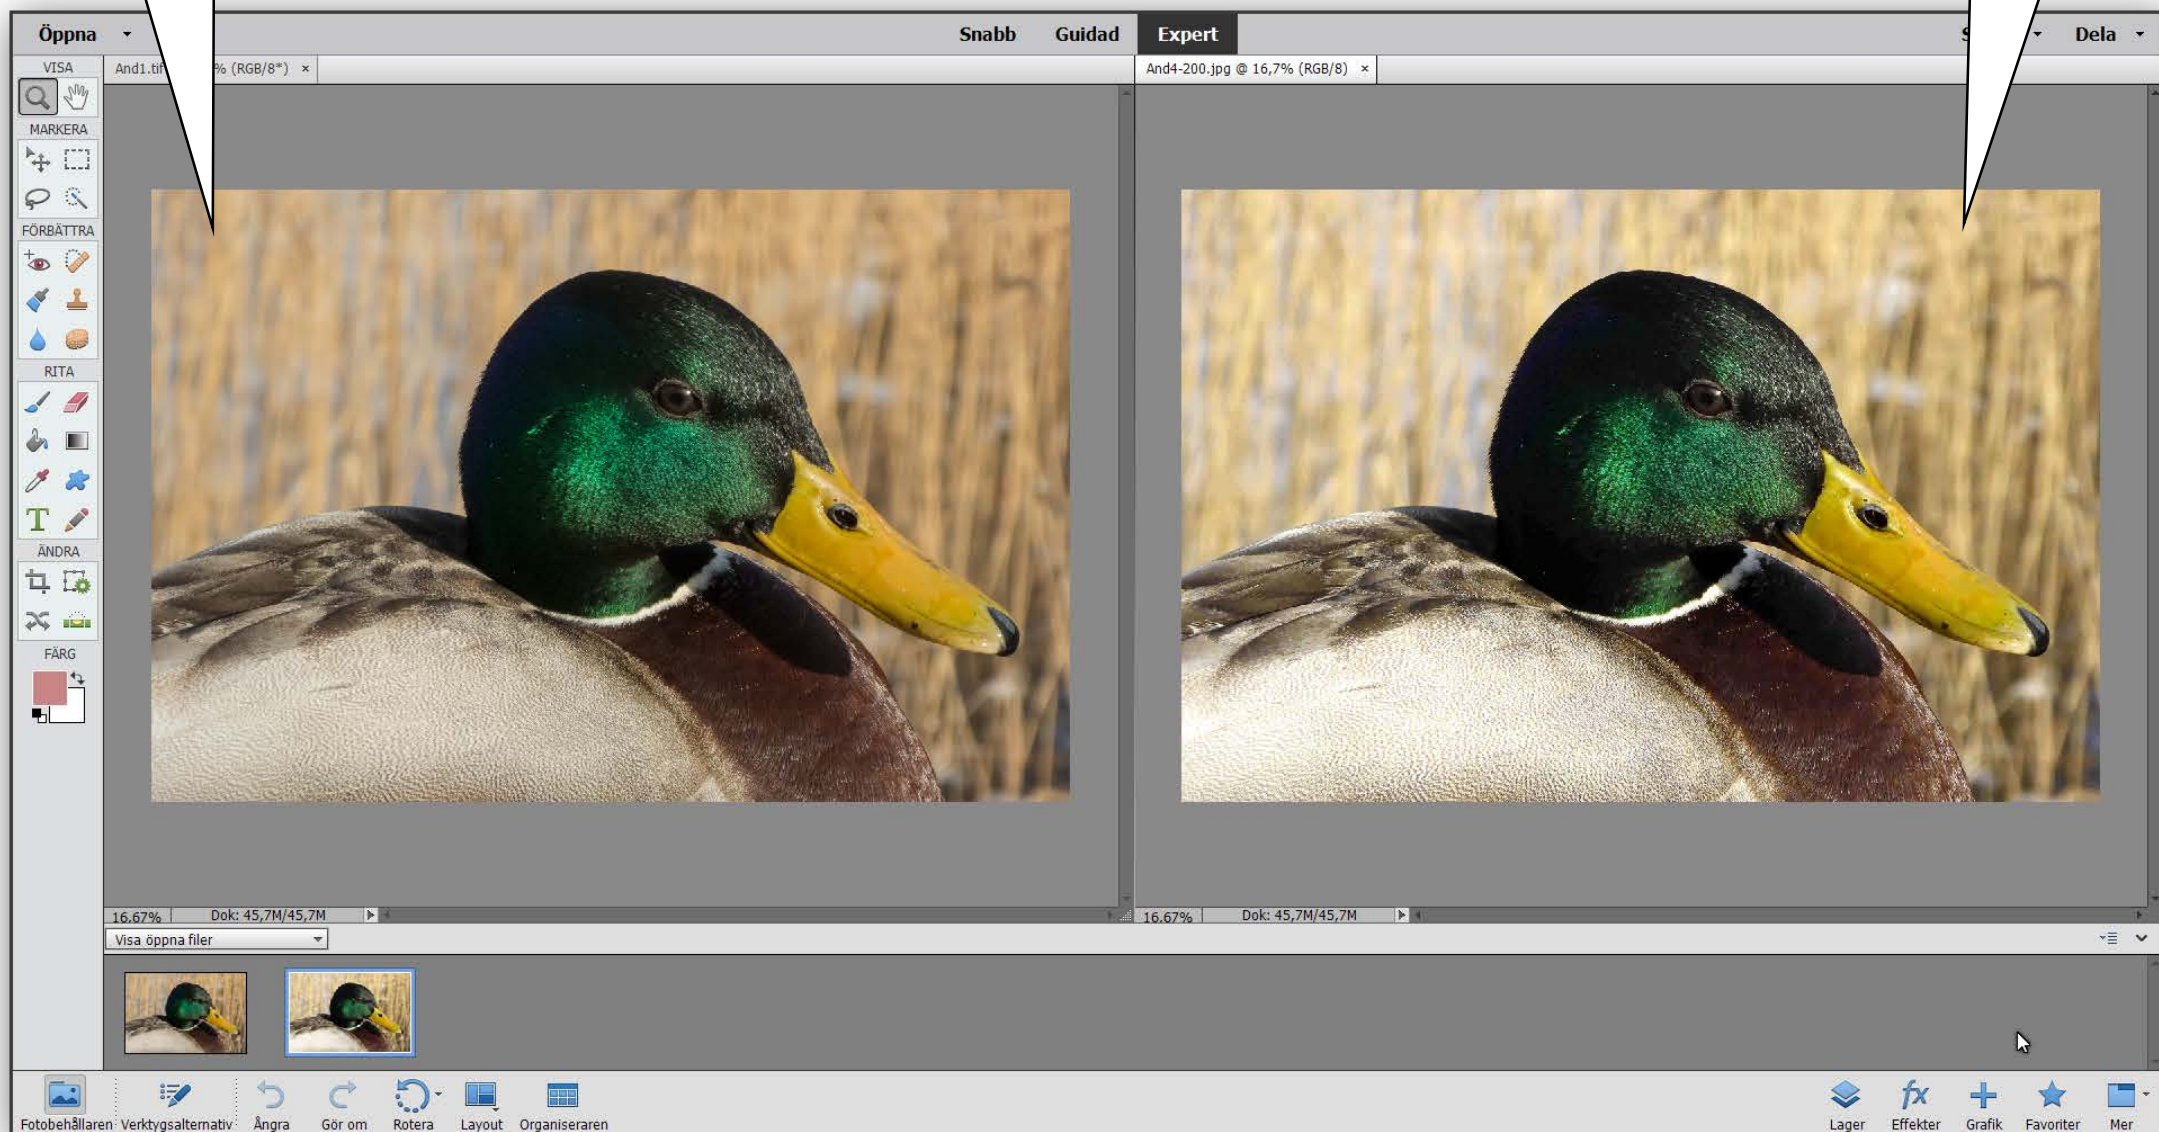 Öppna
Snabb
Guidad
Expert
Dela
VISA
And1.tif
% (RGB/8*) ×
And4-200.jpg @ 16,7% (RGB/8) ×
MARKERA
FÖRBÄTTRA
RITA
T
ÄNDRA
FÄRG
16,67% Dok: 45,7M/45,7M
16,67% Dok: 45,7M/45,7M
Visa öppna filer
Fotobehållaren
Verktygsalternativ
Ångra
Gör om
Rotera
Layout
Organiseraren
fx
Lager
Effekter
Grafik
Favoriter
Mer